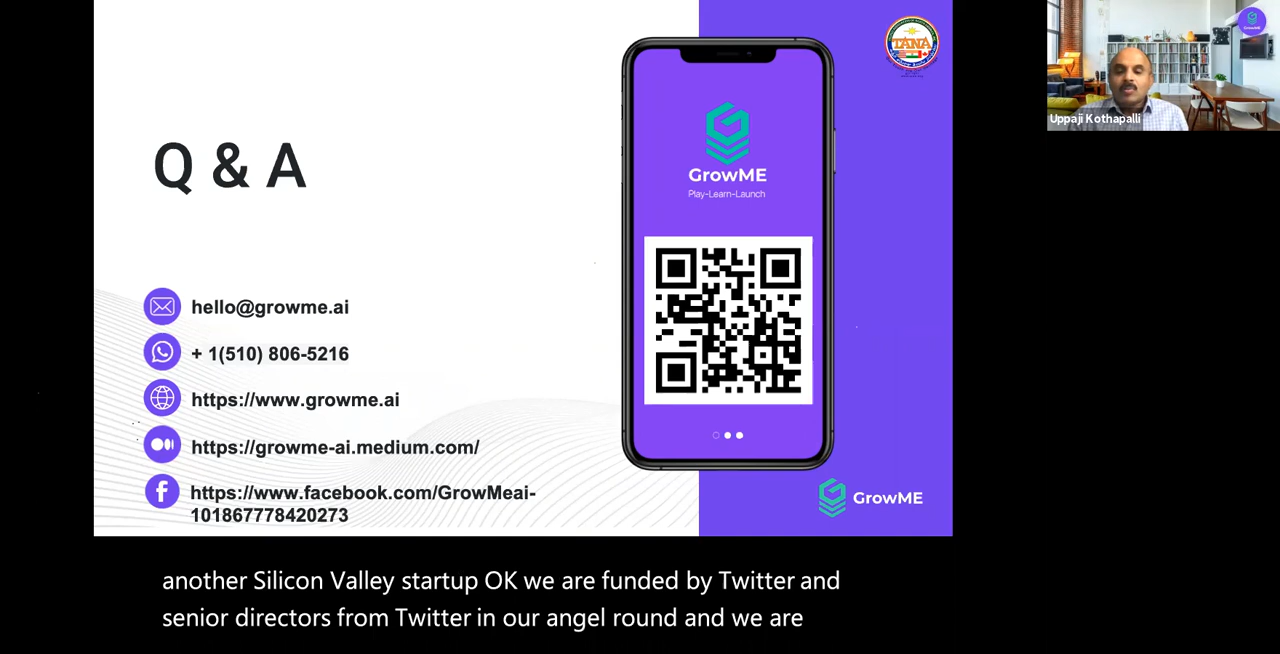 Q & A
hello@growme.ai
+ 1(510) 806-5216
https://www.growme.ai
https://growme-ai.medium.com/
https://www.facebook.com/GrowMeai-
101867778420273
GrowME
Play-Learn-Launch
TANA
GrowME
Uppaji Kothapalli
another Silicon Valley startup OK we are funded by Twitter and
senior directors from Twitter in our angel round and we are